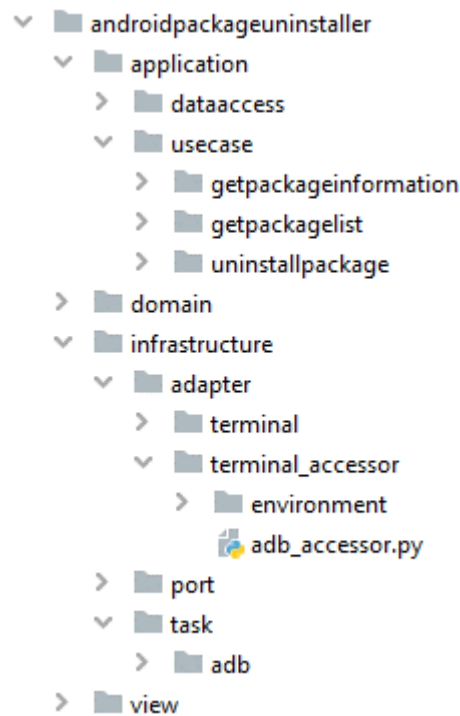 androidpackageuninstaller
application
dataaccess
usecase
getpackageinformation
getpackagelist
uninstallpackage
domain
infrastructure
adapter
terminal
terminal_accessor
environment
adb_accessor.py
port
task
adb
view